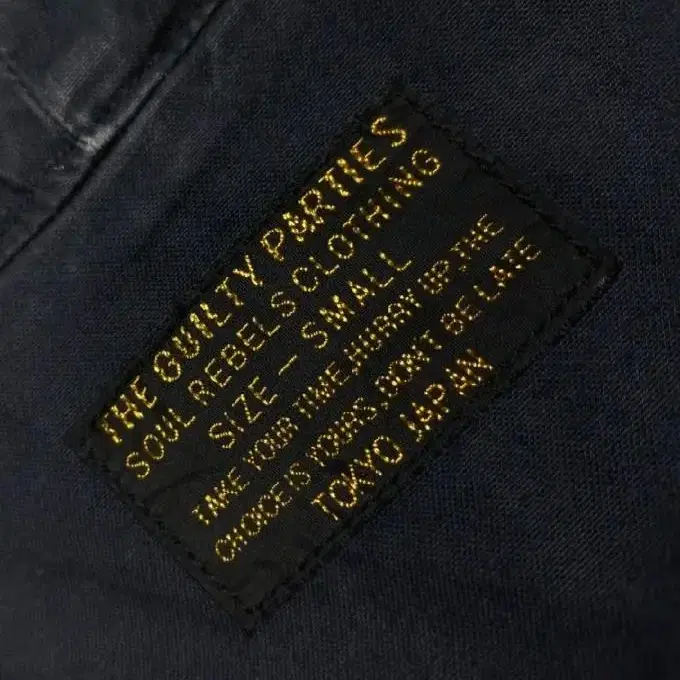 THE GUILTY PARTIES
SOUL REBELS CLOTHING
SIZE - SMALL
TAKE YOUR TIME,HURRY UP,THE
CHOICE IS YOURS,DON'T BE LATE
TOKYO JAPAN